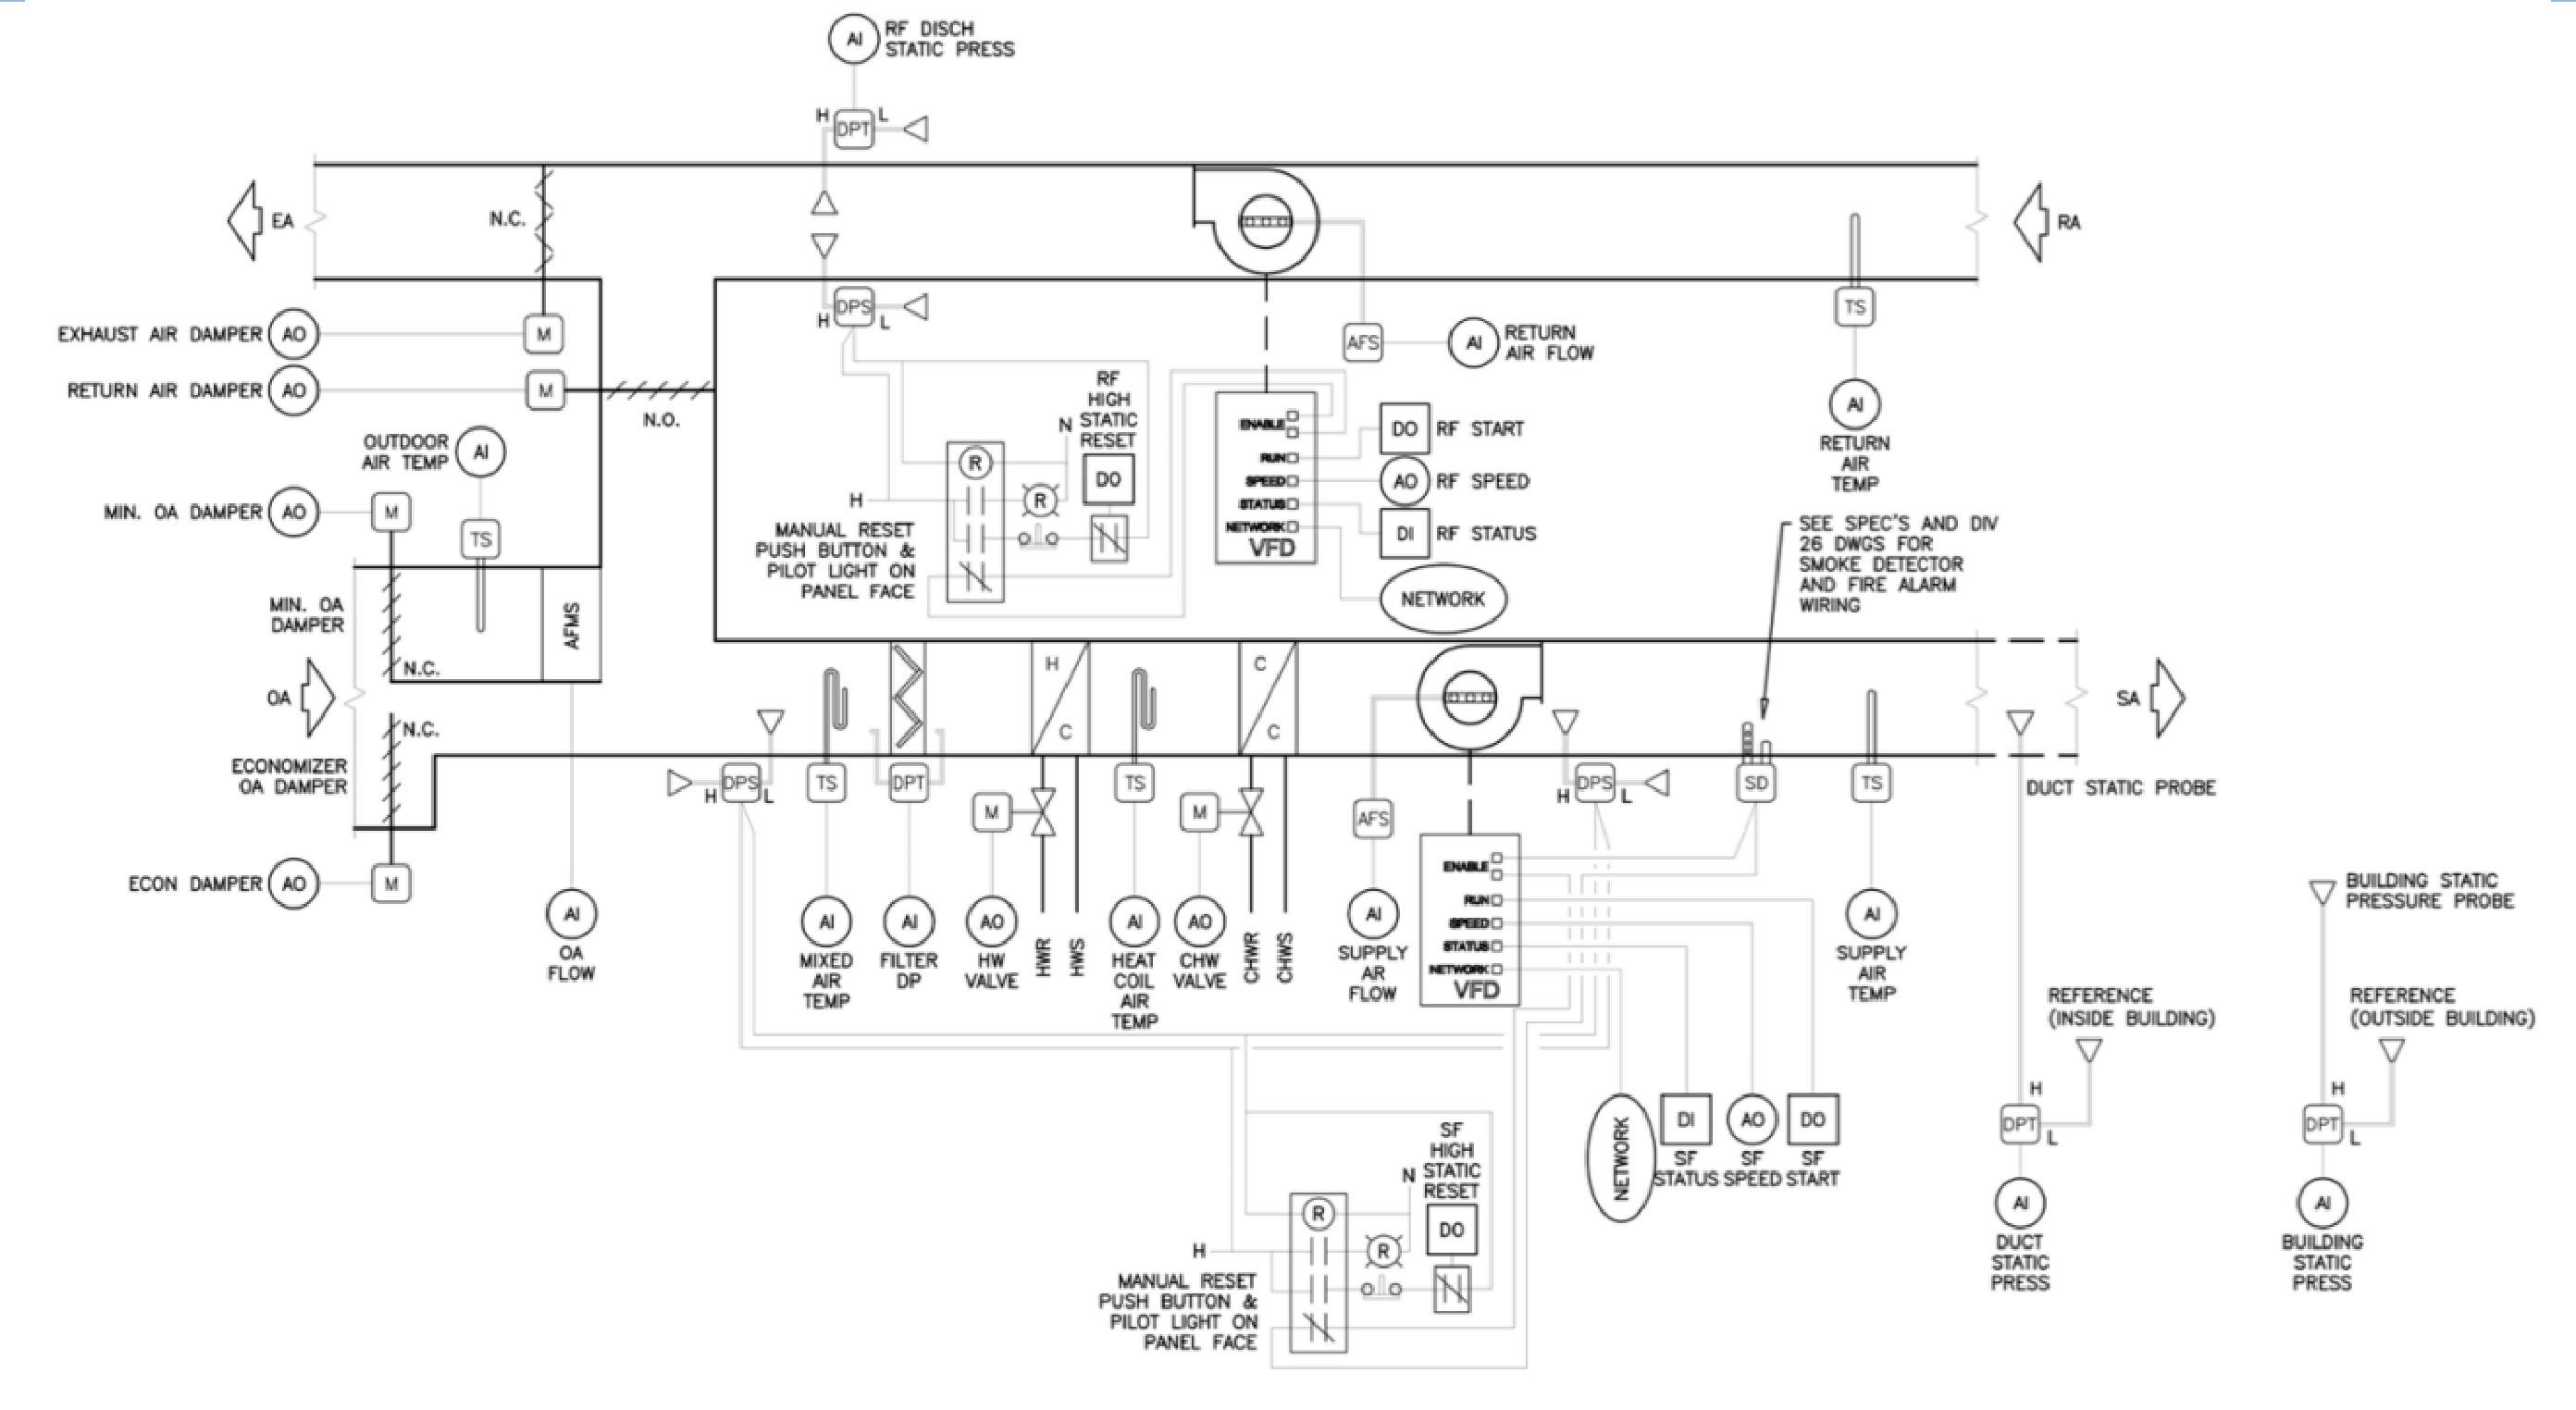 AI
RF DISCH
STATIC PRESS
H
DPT
L
EA
N.C.
RA
EXHAUST AIR DAMPER
AO
M
DPS
H
L
AFS
AI
RETURN
AIR FLOW
TS
RETURN AIR DAMPER
AO
M
N.O.
AI
RETURN
AIR
TEMP
OUTDOOR
AIR TEMP
AI
RF
HIGH
STATIC
RESET
N
DO
R
H
R
MANUAL RESET
PUSH BUTTON &
PILOT LIGHT ON
PANEL FACE
ENABLE
RUN
SPEED
STATUS
NETWORK
VFD
DO
RF START
AO
RF SPEED
DI
RF STATUS
NETWORK
MIN. OA DAMPER
AO
M
TS
SEE SPEC'S AND DIV
26 DWGS FOR
SMOKE DETECTOR
AND FIRE ALARM
WIRING
MIN. OA
DAMPER
AFMS
N.C.
OA
N.C.
ECONOMIZER
OA DAMPER
H
C
C
C
SA
DPS
H
L
TS
DPT
M
TS
M
AFS
DPS
H
L
SD
TS
DUCT STATIC PROBE
ECON DAMPER
AO
M
AI
OA
FLOW
AI
MIXED
AIR
TEMP
AI
FILTER
DP
AO
HW
VALVE
HWR
HWS
AI
HEAT
COIL
AIR
TEMP
AO
CHW
VALVE
CHWR
CHWS
AI
SUPPLY
AR
FLOW
ENABLE
RUN
SPEED
STATUS
NETWORK
VFD
AI
SUPPLY
AIR
TEMP
BUILDING STATIC
PRESSURE PROBE
REFERENCE
(INSIDE BUILDING)
REFERENCE
(OUTSIDE BUILDING)
NETWORK
DI
SF
STATUS
AO
SF
SPEED
DO
SF
START
H
DPT
L
AI
DUCT
STATIC
PRESS
H
DPT
L
AI
BUILDING
STATIC
PRESS
SF
HIGH
STATIC
RESET
N
DO
R
H
R
MANUAL RESET
PUSH BUTTON &
PILOT LIGHT ON
PANEL FACE